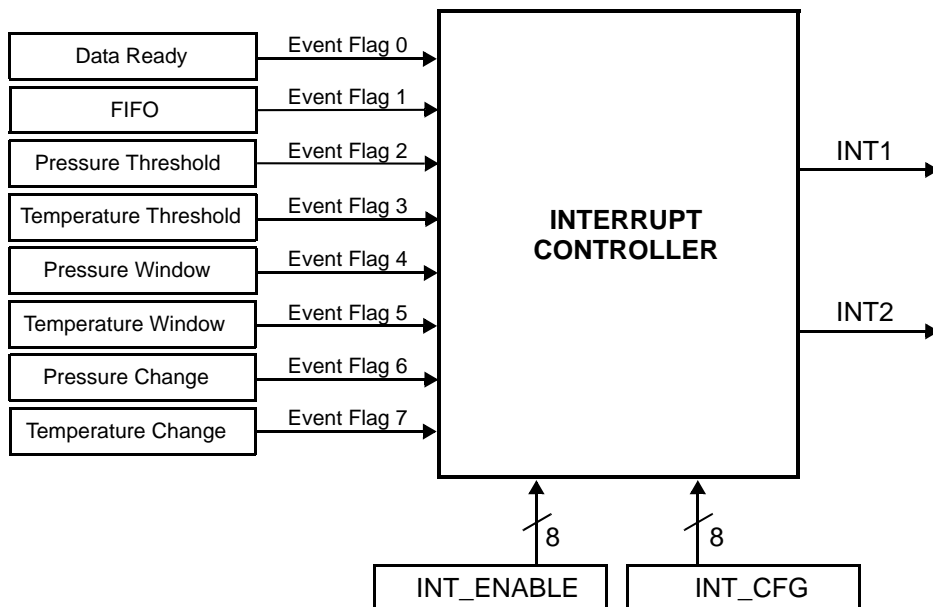 Data Ready
Event Flag 0
FIFO
Event Flag 1
Pressure Threshold
Event Flag 2
Temperature Threshold
Event Flag 3
Pressure Window
Event Flag 4
Temperature Window
Event Flag 5
Pressure Change
Event Flag 6
Temperature Change
Event Flag 7
INTERRUPT
CONTROLLER
INT1
INT2
8
8
INT_ENABLE
INT_CFG